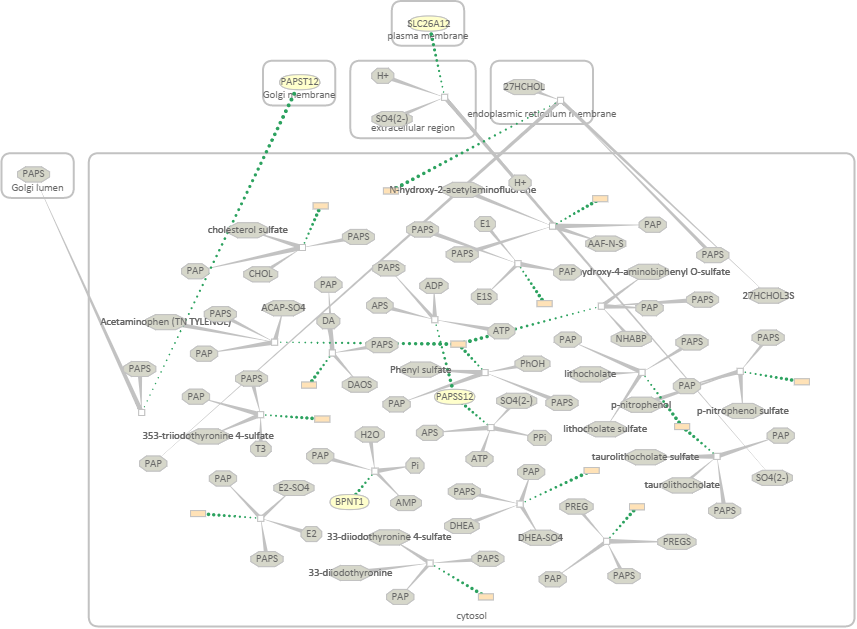 SLC26A12
plasma membrane
PAPST12
Golgi membrane
H+
SO4(2-)
extracellular region
27HCHOL
endoplasmic reticulum membrane
PAPS
Golgi lumen
N-hydroxy-2-acetylaminofluorene
H+
cholesterol sulfate
PAPS
PAP
CHOL
PAPS
E1
PAPS
PAP
AAF-N-S
PAPS
PAP
E1S
ydroxy-4-aminobiphenyl O-sulfate
PAP
PAPS
NHABP
27HCHOL3S
PAPS
ADP
APS
ATP
PAP
DA
PAPS
DAOS
Acetaminophen (TN TYLENOL)
PAPS
ACAP-SO4
PAP
PAPS
PAPS
PAP
353-triiodothyronine 4-sulfate
T3
PAP
Phenyl sulfate
PhOH
PAP
PAPS
PAPSS12
SO4(2-)
APS
PPi
ATP
PAP
PAPS
lithocholate
lithocholate sulfate
PAPS
PAP
p-nitrophenol
p-nitrophenol sulfate
PAP
taurolithocholate sulfate
taurolithocholate
SO4(2-)
PAPS
H2O
PAP
Pi
BPNT1
AMP
PAP
E2-SO4
E2
PAPS
PAP
PAPS
DHEA
DHEA-SO4
PREG
PREGS
PAP
PAPS
33-diiodothyronine 4-sulfate
33-diiodothyronine
PAPS
PAP
cytosol